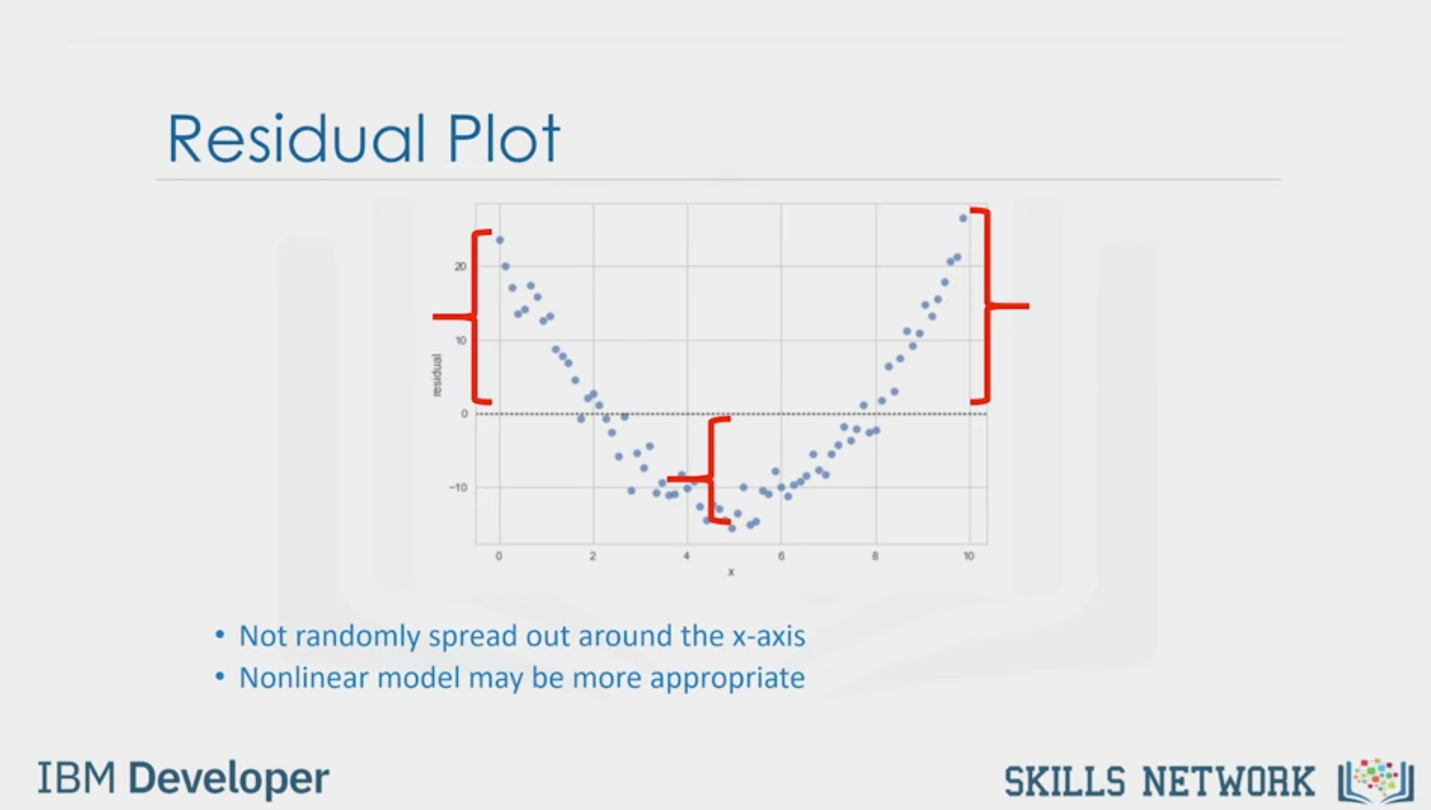 Residual Plot
20
10
0
−10
residual
0 2 4 6 8 10
x
• Not randomly spread out around the x-axis
• Nonlinear model may be more appropriate
IBM Developer
SKILLS NETWORK